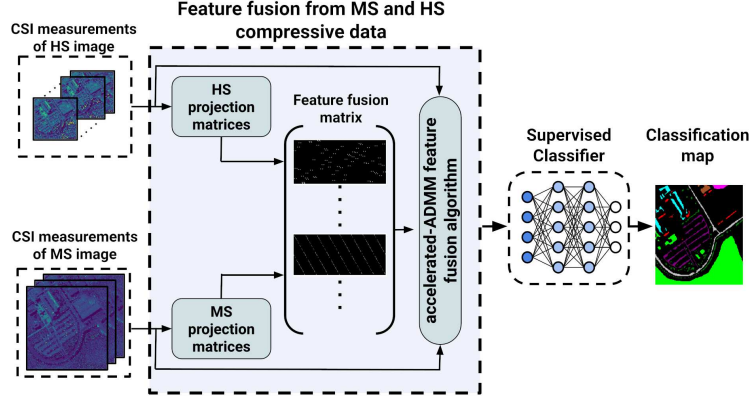 Feature fusion from MS and HS
compressive data
CSI measurements
of HS image
HS
projection
matrices
Feature fusion
matrix
accelerated-ADMM feature
fusion algorithm
Supervised
Classifier
Classification
map
CSI measurements
of MS image
MS
projection
matrices